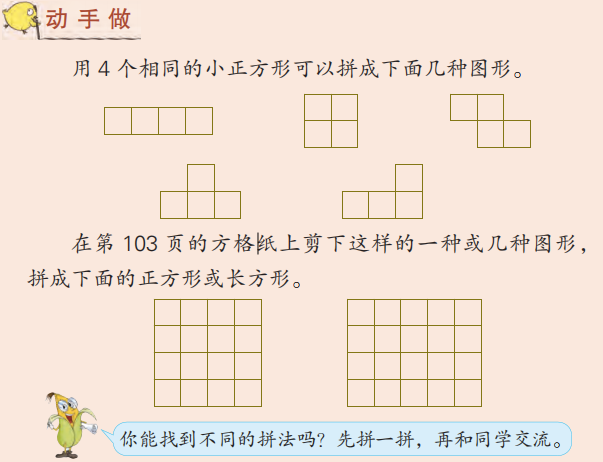 动手做
用 4 个相同的小正方形可以拼成下面几种图形。
在第 103 页的方格纸上剪下这样的一种或几种图形，
拼成下面的正方形或长方形。
你能找到不同的拼法吗？先拼一拼，再和同学交流。